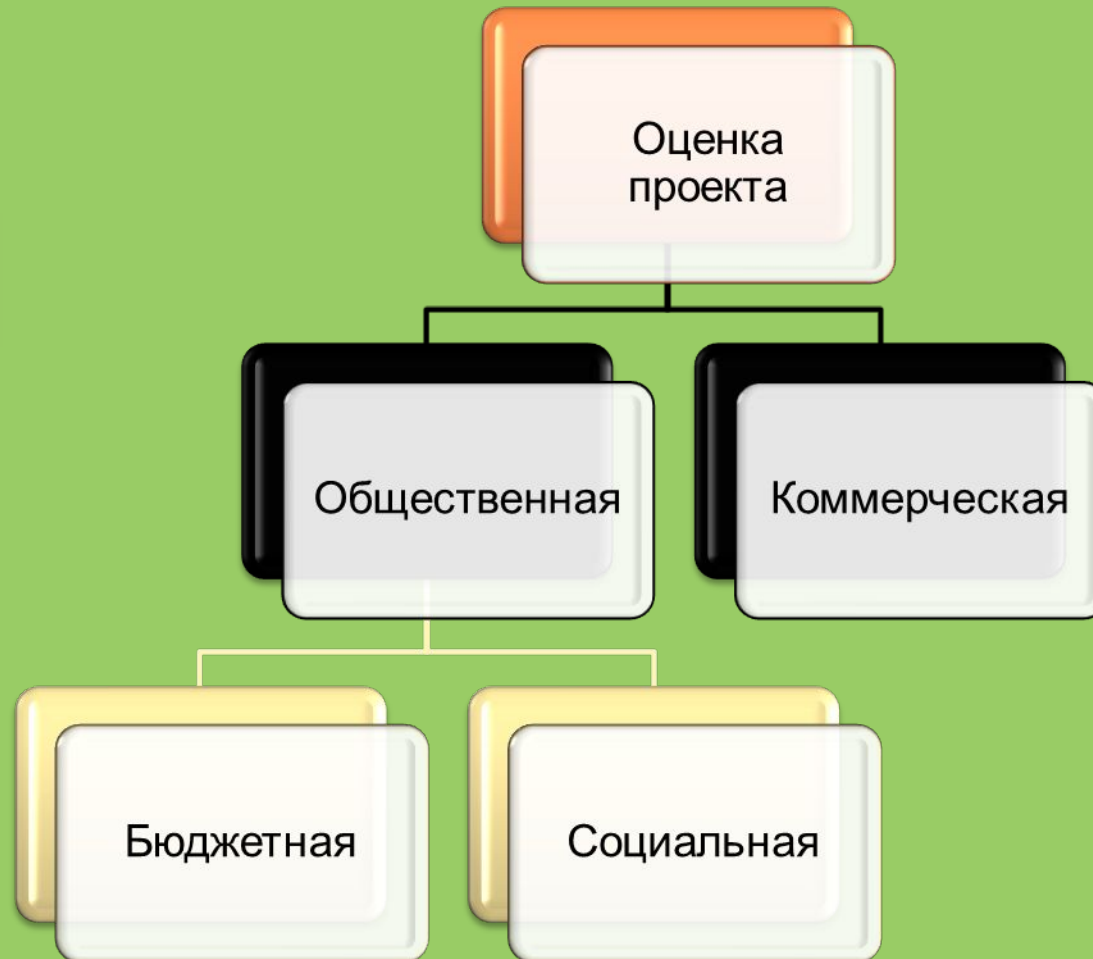 Оценка
проекта
Общественная
Коммерческая
Бюджетная
Социальная